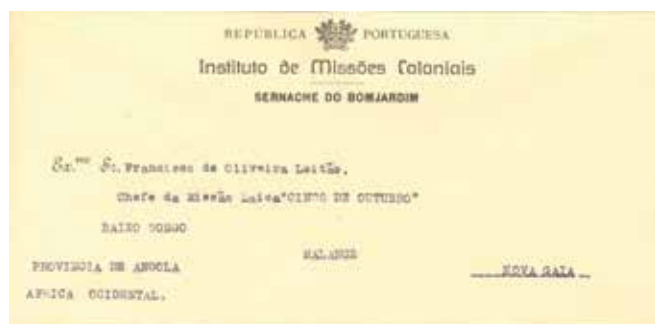 REPÚBLICA PORTUGUESA
Instituto de Missões Coloniais
SERNACHE DO BOMJARDIM
Ex.mo Sr. Francisco de Oliveira Leitão,
Chefe da Missão Laica "CINCO DE OUTUBRO"
BAIXO CONGO
MALANGE
NOVA GAIA
PROVINCIA DE ANGOLA
AFRICA OCIDENTAL.